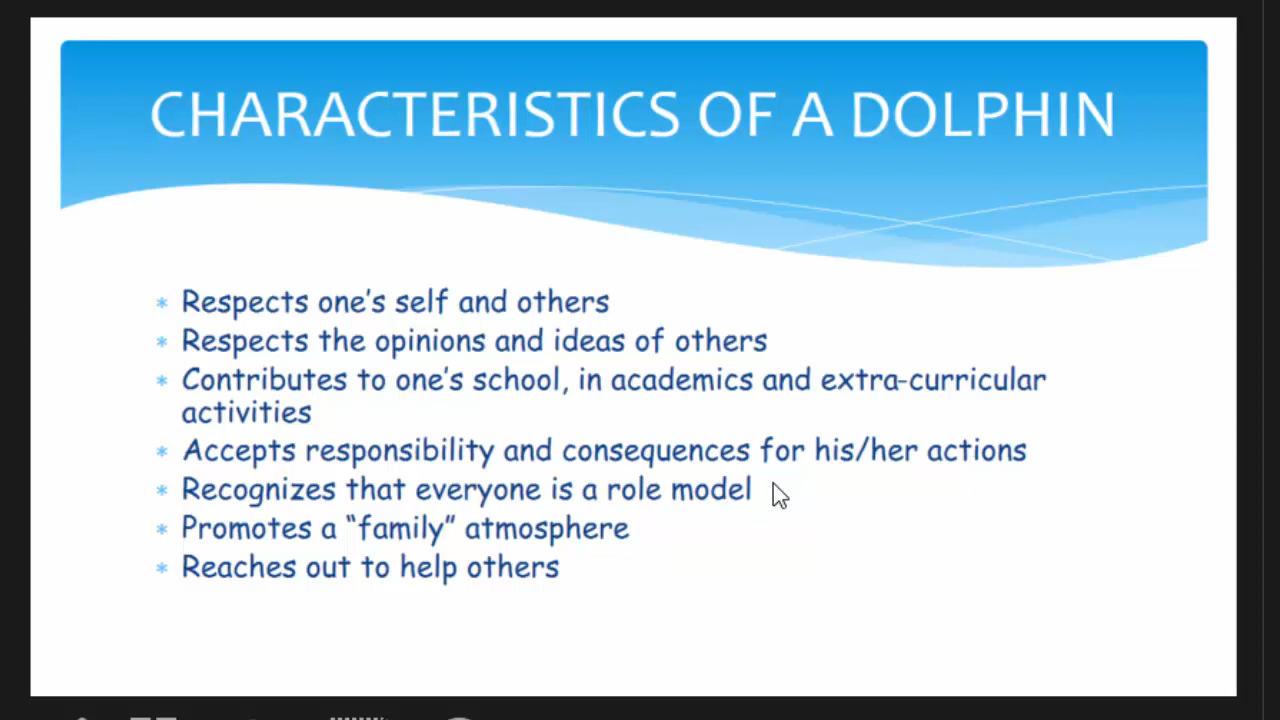 CHARACTERISTICS OF A DOLPHIN
* Respects one's self and others
* Respects the opinions and ideas of others
* Contributes to one's school, in academics and extra-curricular
activities
* Accepts responsibility and consequences for his/her actions
* Recognizes that everyone is a role model
* Promotes a “family” atmosphere
* Reaches out to help others